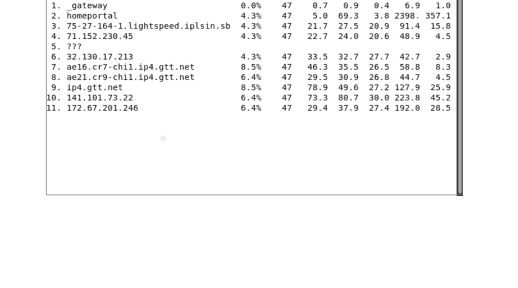 1. _gateway 0.0% 47 0.7 0.9 0.4 6.9 1.0
2. homeportal 4.3% 47 5.0 69.3 3.8 2398. 357.1
3. 75-27-164-1.lightspeed.iplsin.sb 4.3% 47 21.7 27.5 20.9 91.4 15.8
4. 71.152.230.45 4.3% 47 22.7 24.0 20.6 48.9 4.5
5. ???
6. 32.130.17.213 4.3% 47 33.5 32.7 27.7 42.7 2.9
7. ae16.cr7-chi1.ip4.gtt.net 8.5% 47 46.3 35.5 26.5 58.8 8.3
8. ae21.cr9-chi1.ip4.gtt.net 6.4% 47 29.5 30.9 26.8 44.7 4.5
9. ip4.gtt.net 8.5% 47 78.9 49.6 27.2 127.9 25.9
10. 141.101.73.22 6.4% 47 73.3 80.7 30.0 223.8 45.2
11. 172.67.201.246 6.4% 47 29.4 37.9 27.4 192.0 28.5